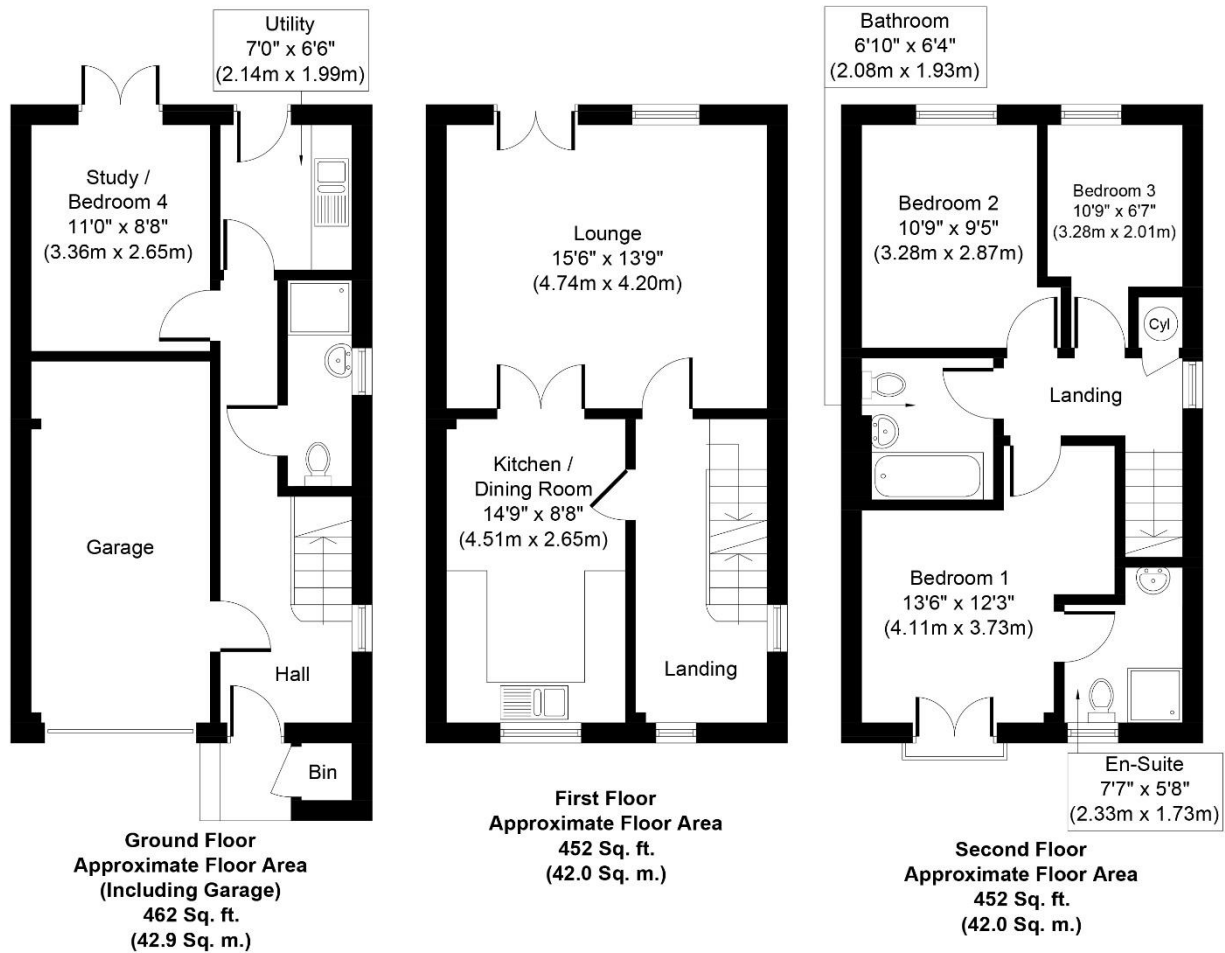 Utility
7'0" x 6'6"
(2.14m x 1.99m)
Study /
Bedroom 4
11'0" x 8'8"
(3.36m x 2.65m)
Garage
Hall
Bin
Ground Floor
Approximate Floor Area
(Including Garage)
462 Sq. ft.
(42.9 Sq. m.)
Lounge
15'6" x 13'9"
(4.74m x 4.20m)
Kitchen /
Dining Room
14'9" x 8'8"
(4.51m x 2.65m)
Landing
First Floor
Approximate Floor Area
452 Sq. ft.
(42.0 Sq. m.)
Bathroom
6'10" x 6'4"
(2.08m x 1.93m)
Bedroom 2
10'9" x 9'5"
(3.28m x 2.87m)
Bedroom 3
10'9" x 6'7"
(3.28m x 2.01m)
Cyl
Landing
Bedroom 1
13'6" x 12'3"
(4.11m x 3.73m)
En-Suite
7'7" x 5'8"
(2.33m x 1.73m)
Second Floor
Approximate Floor Area
452 Sq. ft.
(42.0 Sq. m.)